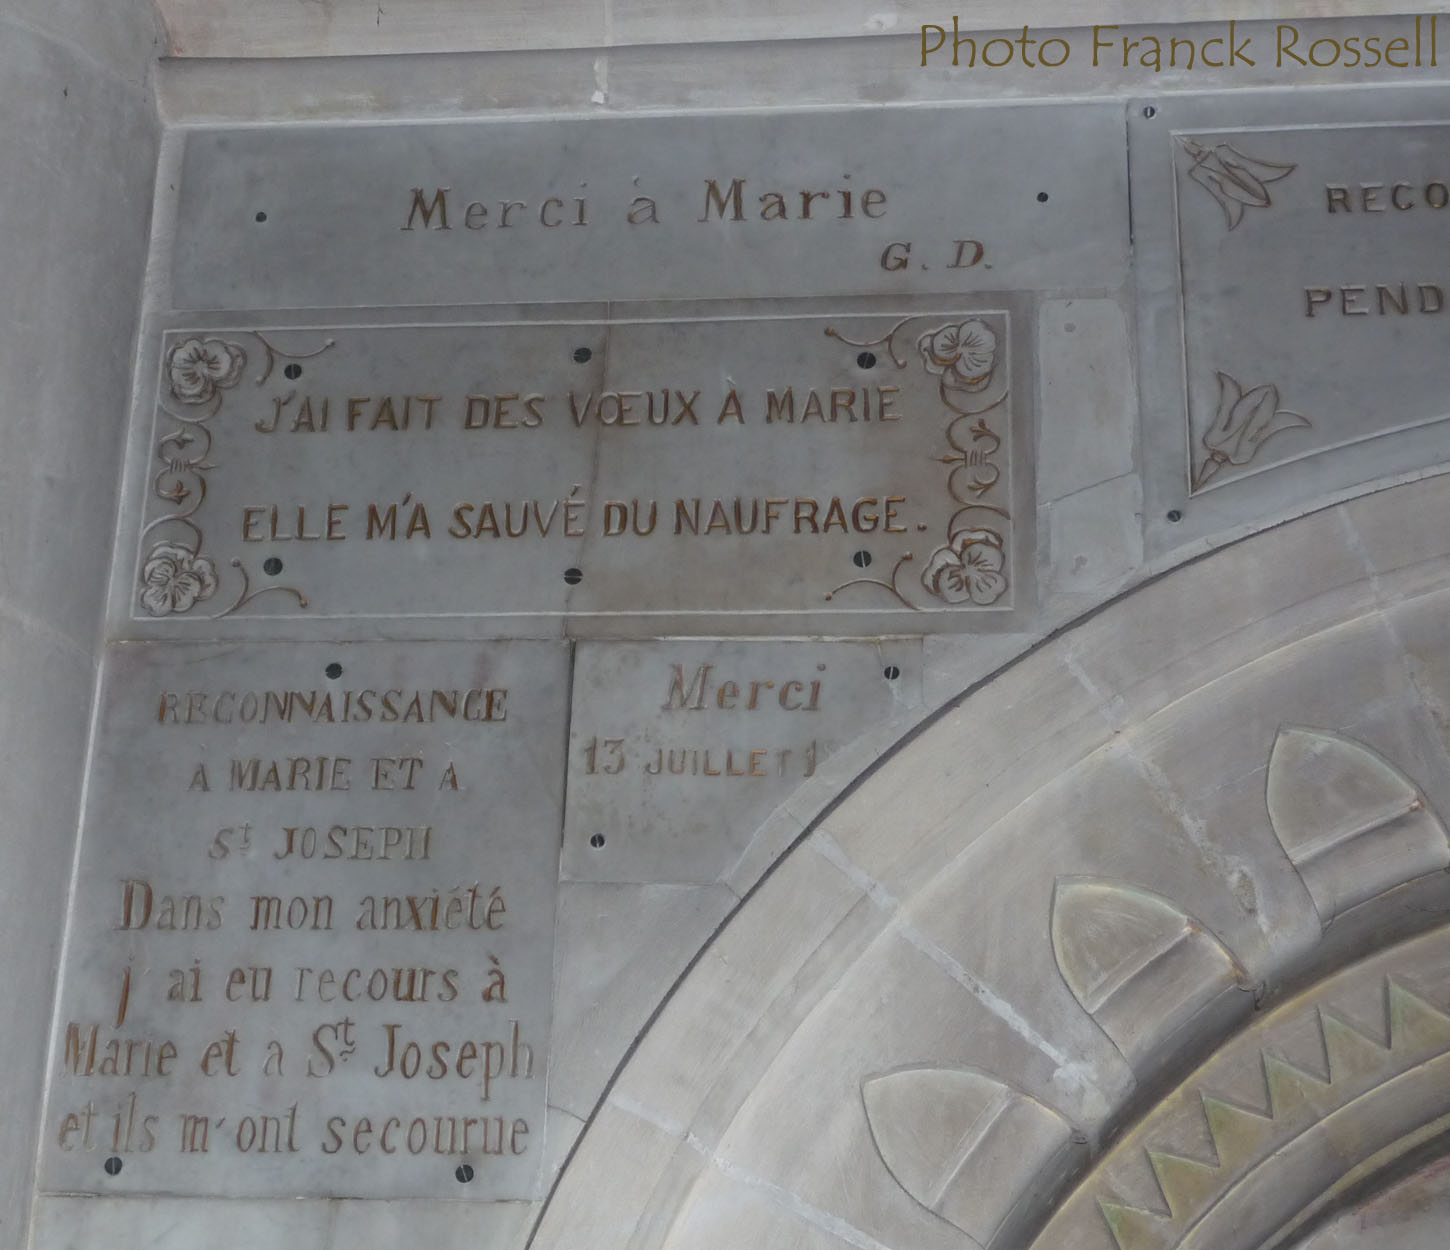 Photo Franck Rossell
Merci à Marie
G. D.
J'AI FAIT DES VŒUX À MARIE
ELLE M'A SAUVÉ DU NAUFRAGE.
RECONNAISSANCE
À MARIE ET A
St. JOSEPH
Dans mon anxiété
j ai eu recours à
Marie et a St. Joseph
et ils m'ont secourue
Merci
13 JUILLET
RECO
PEND